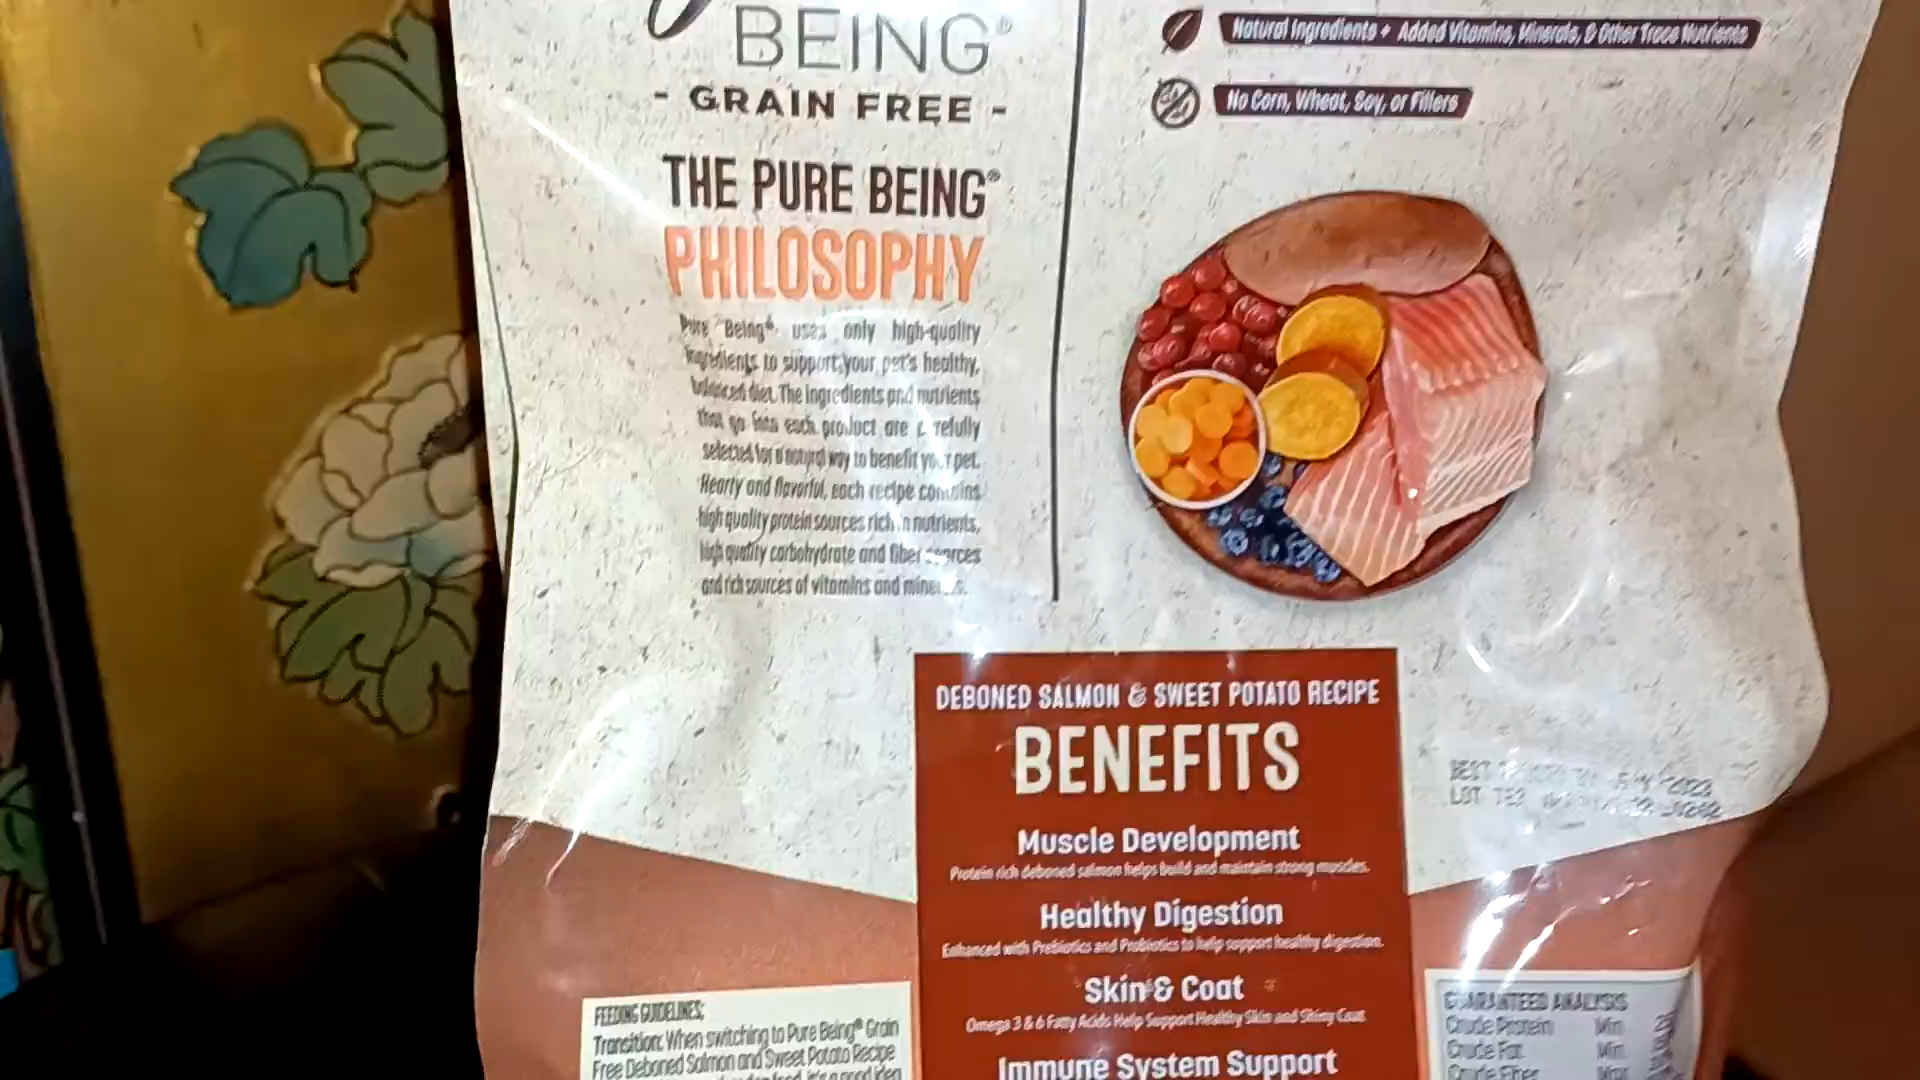 BEING®
- GRAIN FREE -
THE PURE BEING®
PHILOSOPHY
Pure Being® uses only high-quality
ingredients to support your pet's healthy,
balanced diet. The ingredients and nutrients
that go into each product are c refully
selected for a natural way to benefit your pet.
Hearty and flavorful, each recipe contains
high quality protein sources rich in nutrients,
high quality carbohydrate and fiber sources
and rich sources of vitamins and
Natural Ingredients + Added Vitamins, Minerals, & Other Trace Nutrients
No Corn, Wheat, Soy, or Fillers
DEBONED SALMON & SWEET POTATO RECIPE
BENEFITS
Muscle Development
Protein rich deboned salmon helps build and maintain strong muscles.
Healthy Digestion
Enhanced with Prebiotics and Probiotics to help support healthy digestion.
Skin & Coat
Omega 3 & 6 Fatty Acids Help Support Healthy Skin and Shiny Coat
Immune System Support
BEST 2023
LOT
FEEDING GUIDELINES:
Transition: When switching to Pure Being® Grain
Free Deboned Salmon and Sweet Potato Recipe
it's a good idea
GUARANTEED ANALYSIS
Crude Protein Min.
Crude Fat Min.
Crude Fiber Max.